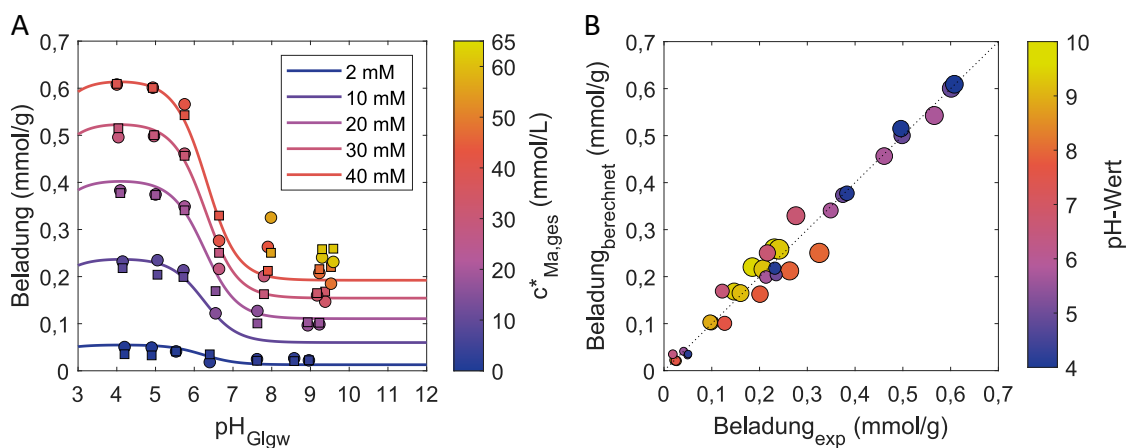 A
Beladung (mmol/g)
0,7
0,6
0,5
0,4
0,3
0,2
0,1
0
3 4 5 6 7 8 9 10 11 12
pH_Glgw
2 mM
10 mM
20 mM
30 mM
40 mM
65
60
50
40
30
20
10
0
c*_Ma,ges (mmol/L)
B
Beladung_berechnet (mmol/g)
0,7
0,6
0,5
0,4
0,3
0,2
0,1
0
0 0,1 0,2 0,3 0,4 0,5 0,6 0,7
Beladung_exp (mmol/g)
10
9
8
7
6
5
4
pH-Wert